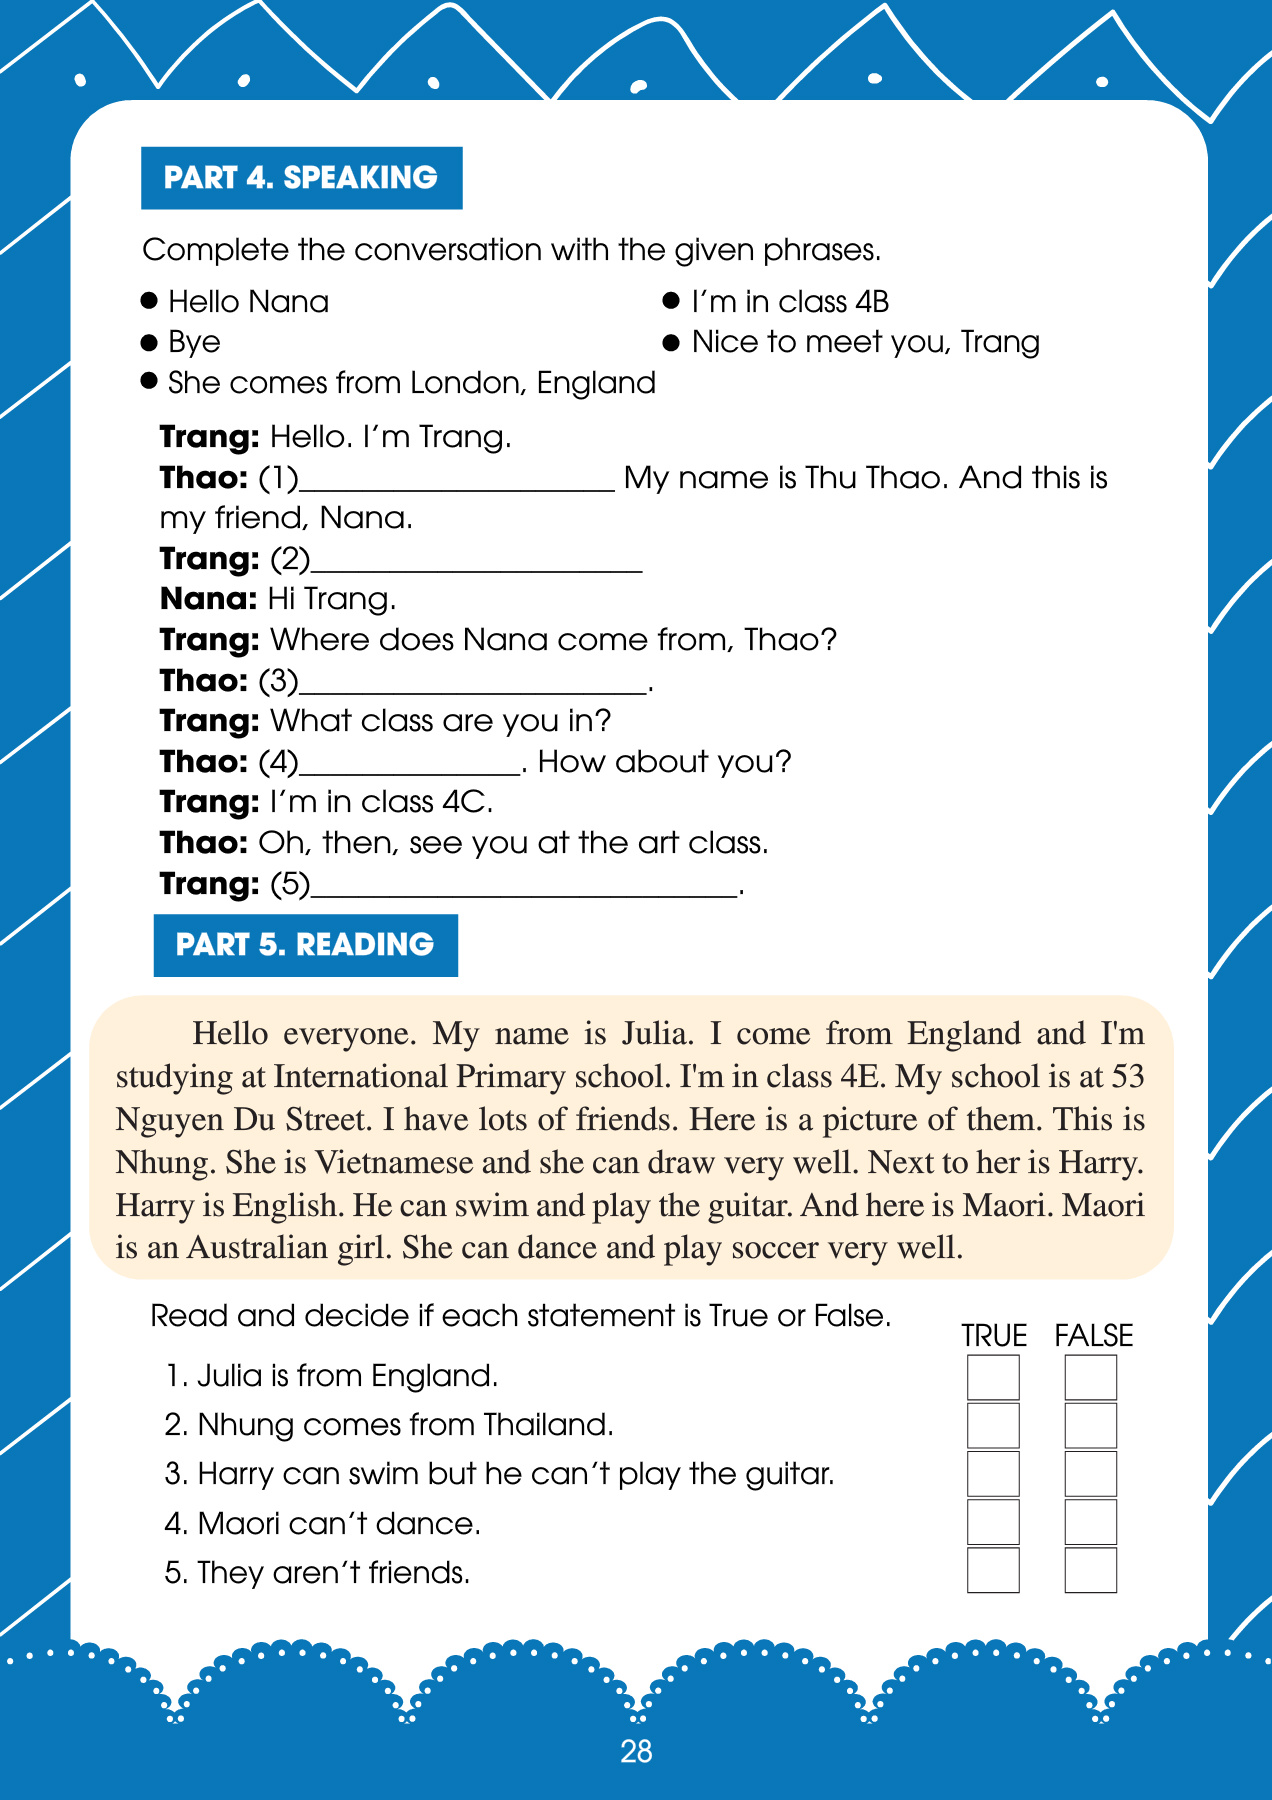 PART 4. SPEAKING
Complete the conversation with the given phrases.
● Hello Nana
● I'm in class 4B
● Bye
● Nice to meet you, Trang
● She comes from London, England
Trang: Hello. I'm Trang.
Thao: (1)____________________ My name is Thu Thao. And this is
my friend, Nana.
Trang: (2)_____________________
Nana: Hi Trang.
Trang: Where does Nana come from, Thao?
Thao: (3)______________________.
Trang: What class are you in?
Thao: (4)______________. How about you?
Trang: I'm in class 4C.
Thao: Oh, then, see you at the art class.
Trang: (5)___________________________.
PART 5. READING
Hello everyone. My name is Julia. I come from England and I'm
studying at International Primary school. I'm in class 4E. My school is at 53
Nguyen Du Street. I have lots of friends. Here is a picture of them. This is
Nhung. She is Vietnamese and she can draw very well. Next to her is Harry.
Harry is English. He can swim and play the guitar. And here is Maori. Maori
is an Australian girl. She can dance and play soccer very well.
Read and decide if each statement is True or False.
TRUE FALSE
1. Julia is from England.
2. Nhung comes from Thailand.
3. Harry can swim but he can't play the guitar.
4. Maori can't dance.
5. They aren't friends.
28